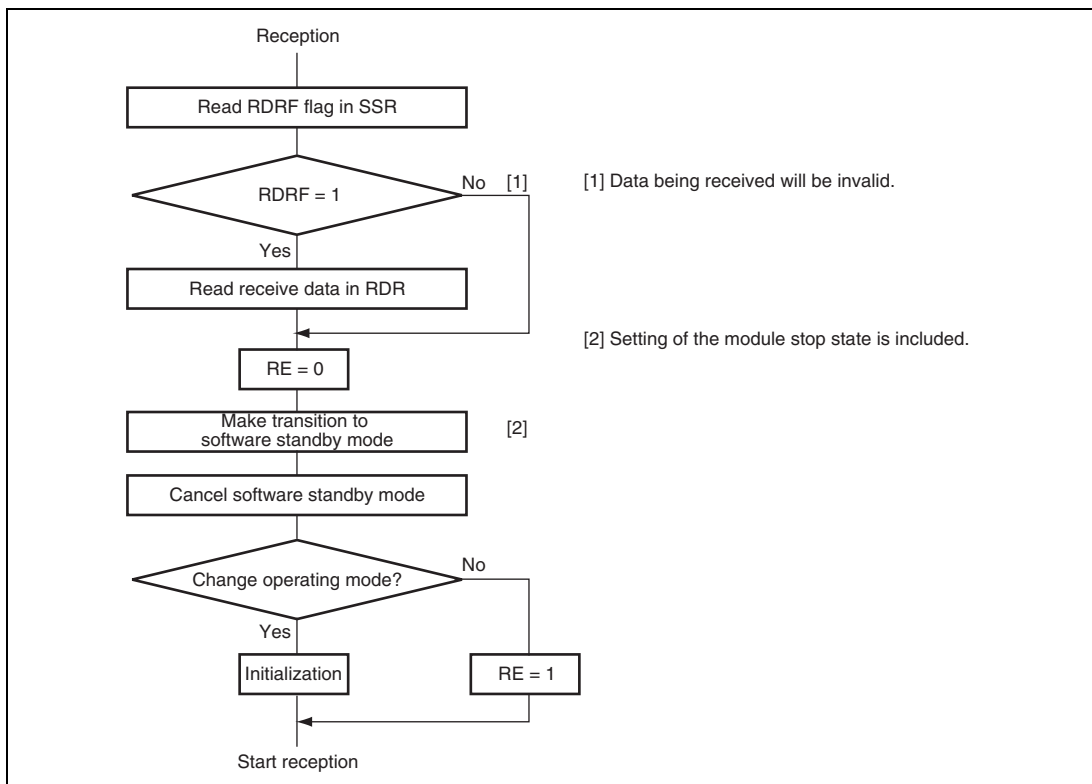 Reception
Read RDRF flag in SSR
RDRF = 1
No [1]
[1] Data being received will be invalid.
Yes
Read receive data in RDR
[2] Setting of the module stop state is included.
RE = 0
Make transition to
software standby mode
[2]
Cancel software standby mode
Change operating mode?
No
Yes
Initialization
RE = 1
Start reception